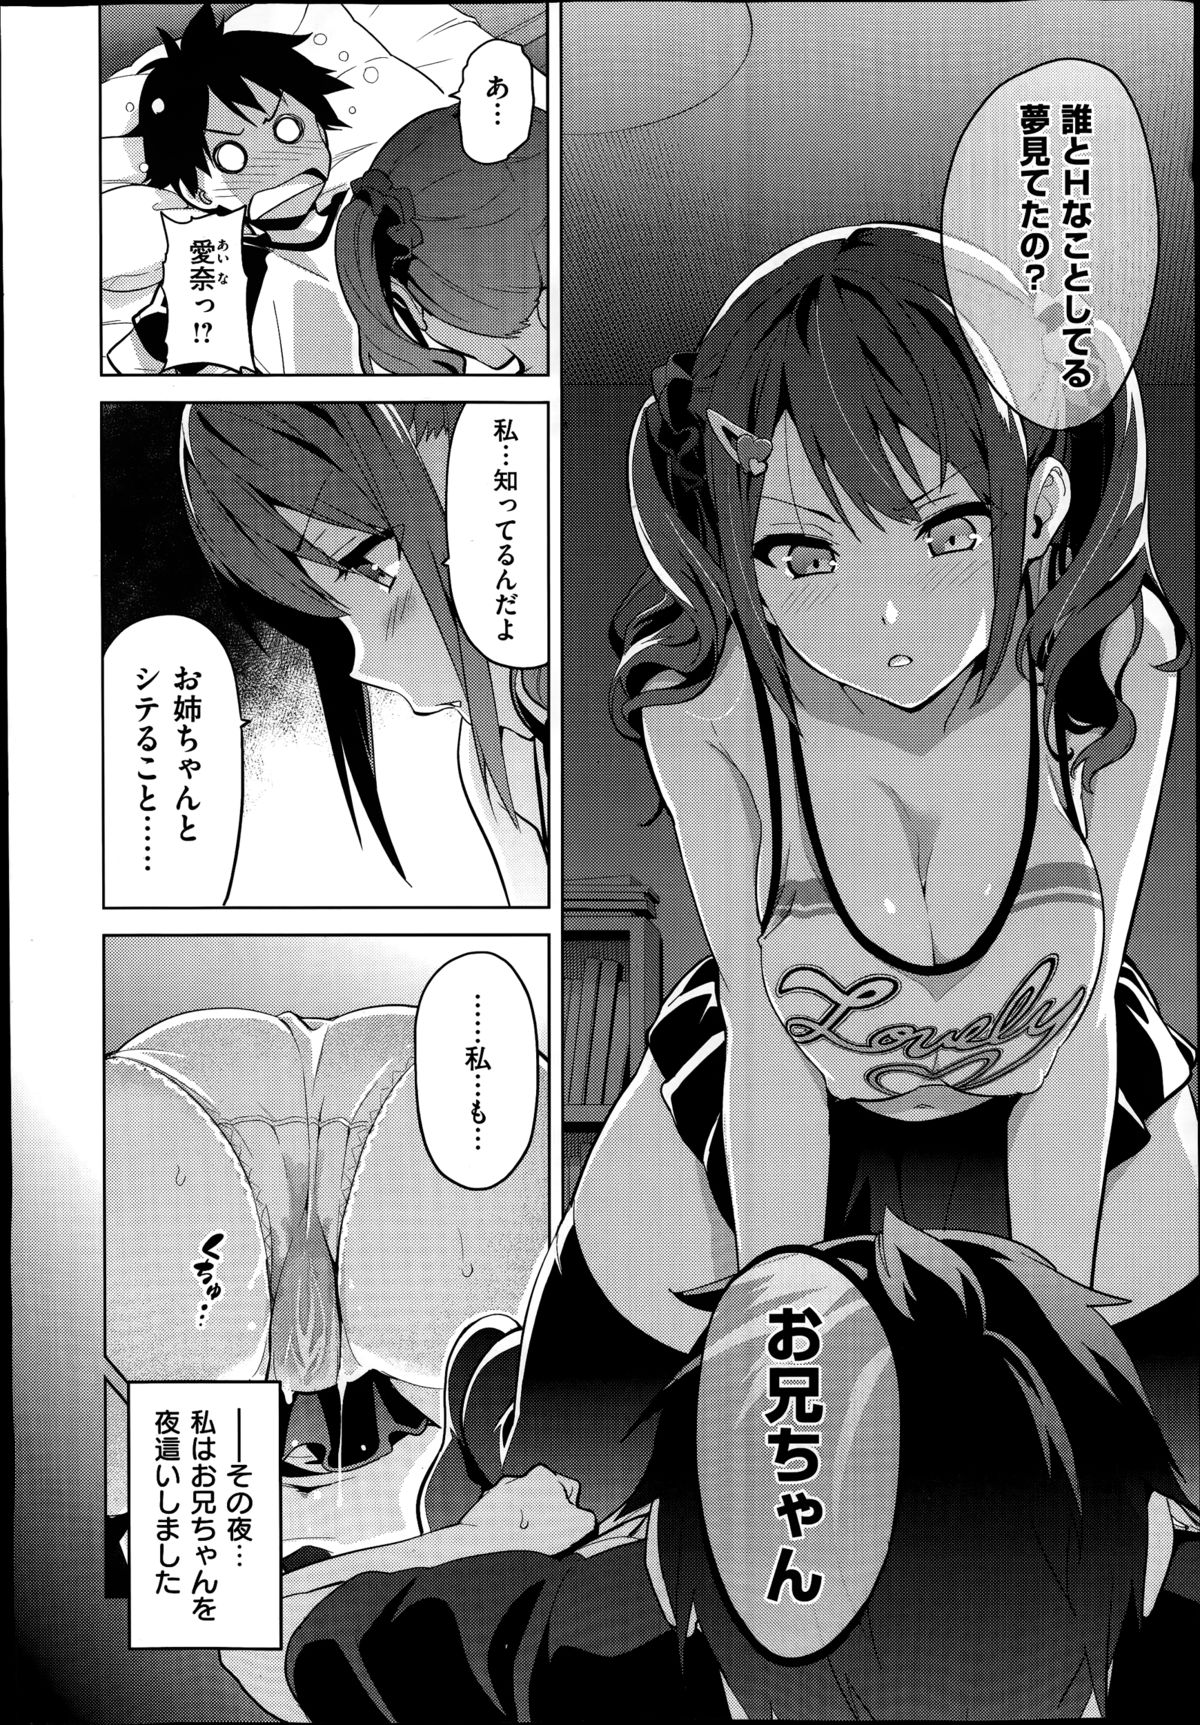 誰とHなことしてる
夢見てたの？
Lovely
お兄ちゃん
あ…
愛奈っ!?
あいな
私…知ってるんだよ
お姉ちゃんと
シテること……
……私…も…
くちゅ…
――その夜…
私はお兄ちゃんを
夜這いしました